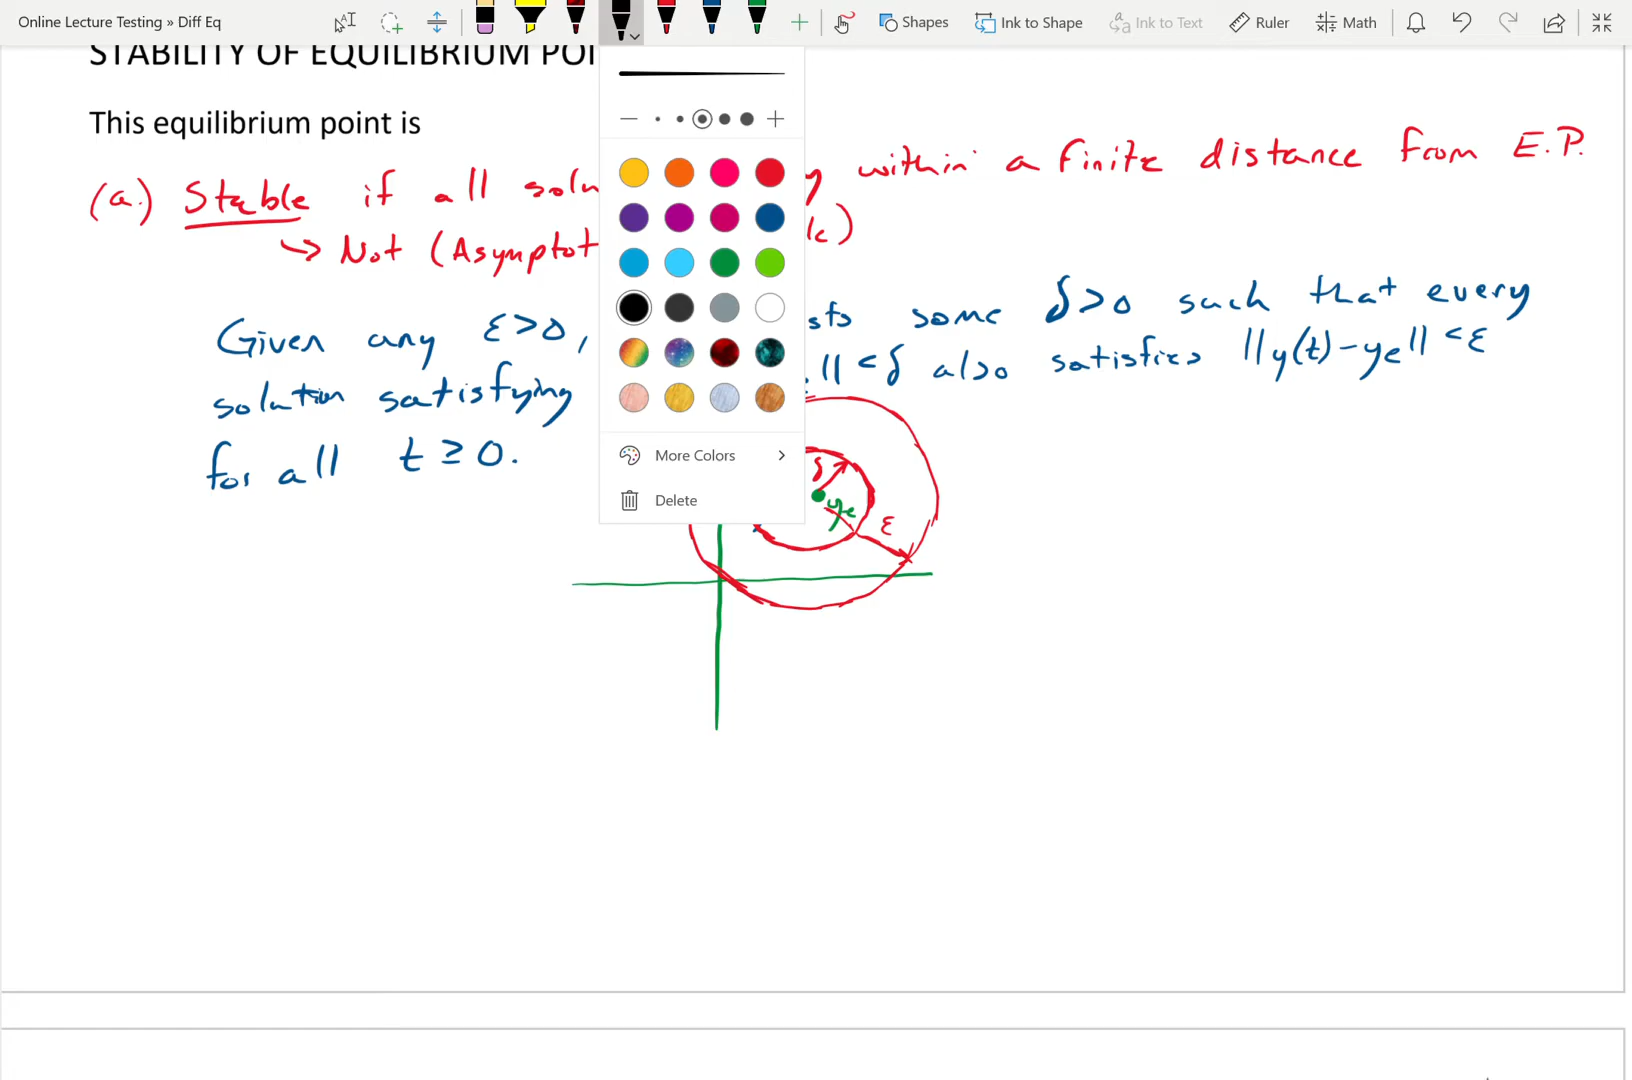 Online Lecture Testing » Diff Eq
Shapes
Ink to Shape
Ink to Text
Ruler
Math
STABILITY OF EQUILIBRIUM POI
This equilibrium point is
(a.) Stable if all soln y within a finite distance from E.P.
→ Not (Asymptot le)
Given any ε>0, sts some δ>0 such that every
solution satisfying .|| <δ also satisfies ||y(t)-ye|| <ε
for all t ≥ 0.
More Colors
Delete
δ
ye
ε